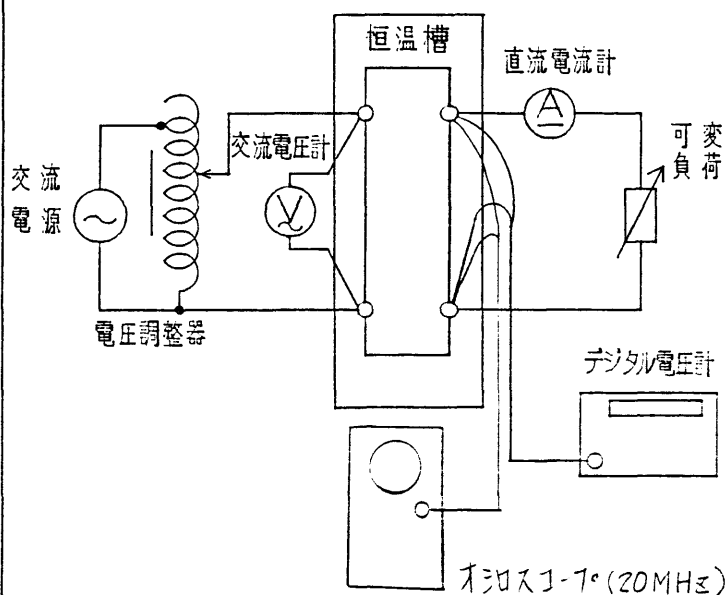 恒温槽
直流電流計
A
交流電圧計
V
可変
負荷
交流
電源
電圧調整器
デジタル電圧計
オシロスコープ(20MHz)